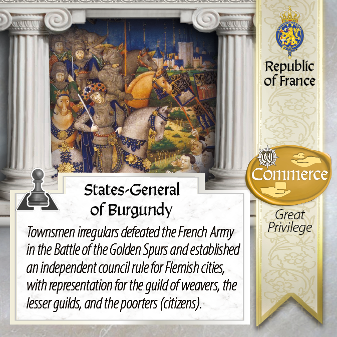 Republic
of France
Commerce
Great
Privilege
States-General
of Burgundy
Townsmen irregulars defeated the French Army
in the Battle of the Golden Spurs and established
an independent council rule for Flemish cities,
with representation for the guild of weavers, the
lesser guilds, and the poorters (citizens).